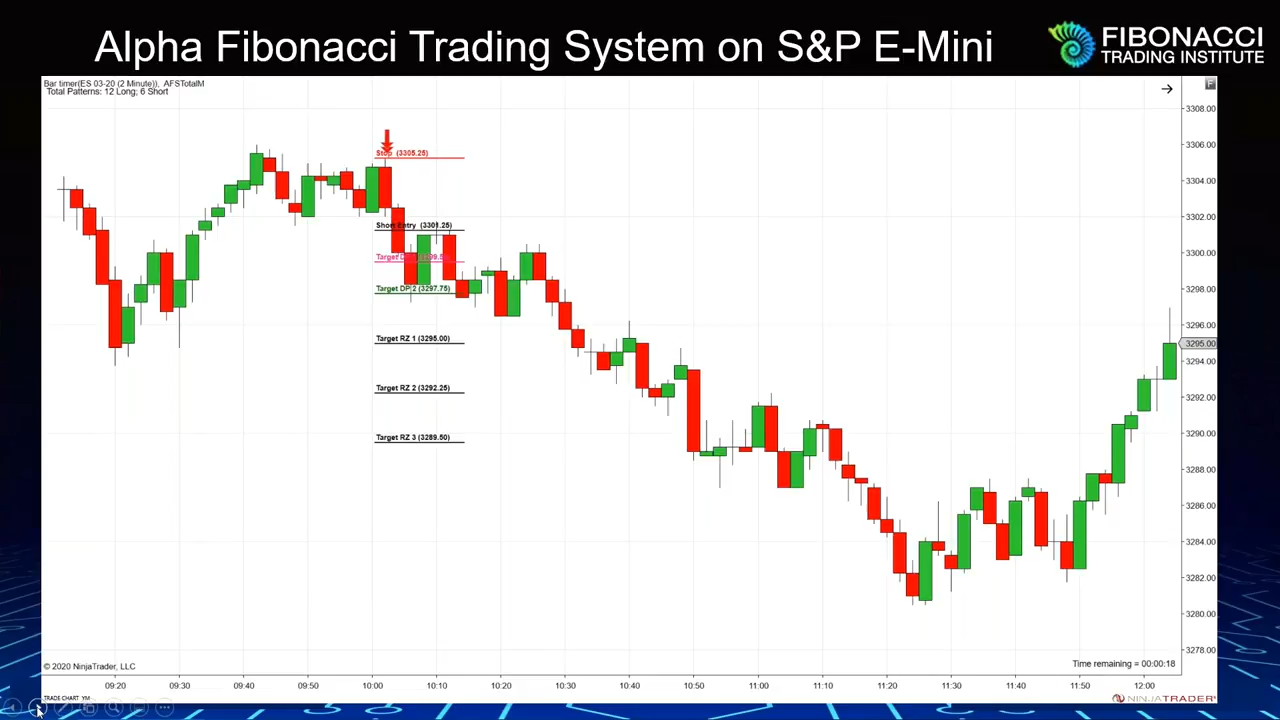 Alpha Fibonacci Trading System on S&P E-Mini
FIBONACCI
TRADING INSTITUTE
Bar timer(ES 03-20 (2 Minute)), AFSTotalM
Total Patterns: 12 Long; 6 Short
F
3308.00
3306.00
3304.00
3302.00
3300.00
3298.00
3296.00
3295.00
3294.00
3292.00
3290.00
3288.00
3286.00
3284.00
3282.00
3280.00
3278.00
Stop (3305.25)
Short Entry (3301.25)
Target
Target DP 2 (3297.75)
Target RZ 1 (3295.00)
Target RZ 2 (3292.25)
Target RZ 3 (3289.50)
© 2020 NinjaTrader, LLC
Time remaining = 00:00:18
09:20 09:30 09:40 09:50 10:00 10:10 10:20 10:30 10:40 10:50 11:00 11:10 11:20 11:30 11:40 11:50 12:00
TRADE CHART YM
NINJATRADER